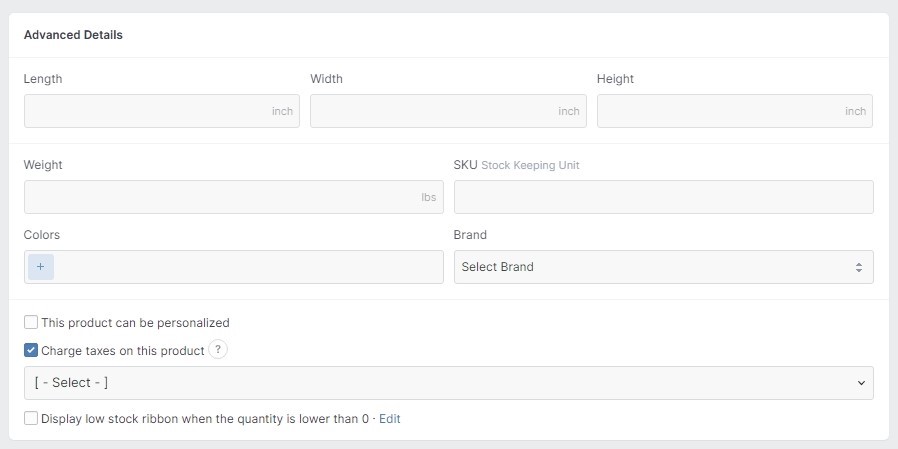 Advanced Details
Length Width Height
inch inch inch
Weight SKU Stock Keeping Unit
lbs
Colors Brand
+ Select Brand
This product can be personalized
Charge taxes on this product ?
[ - Select - ]
Display low stock ribbon when the quantity is lower than 0 · Edit